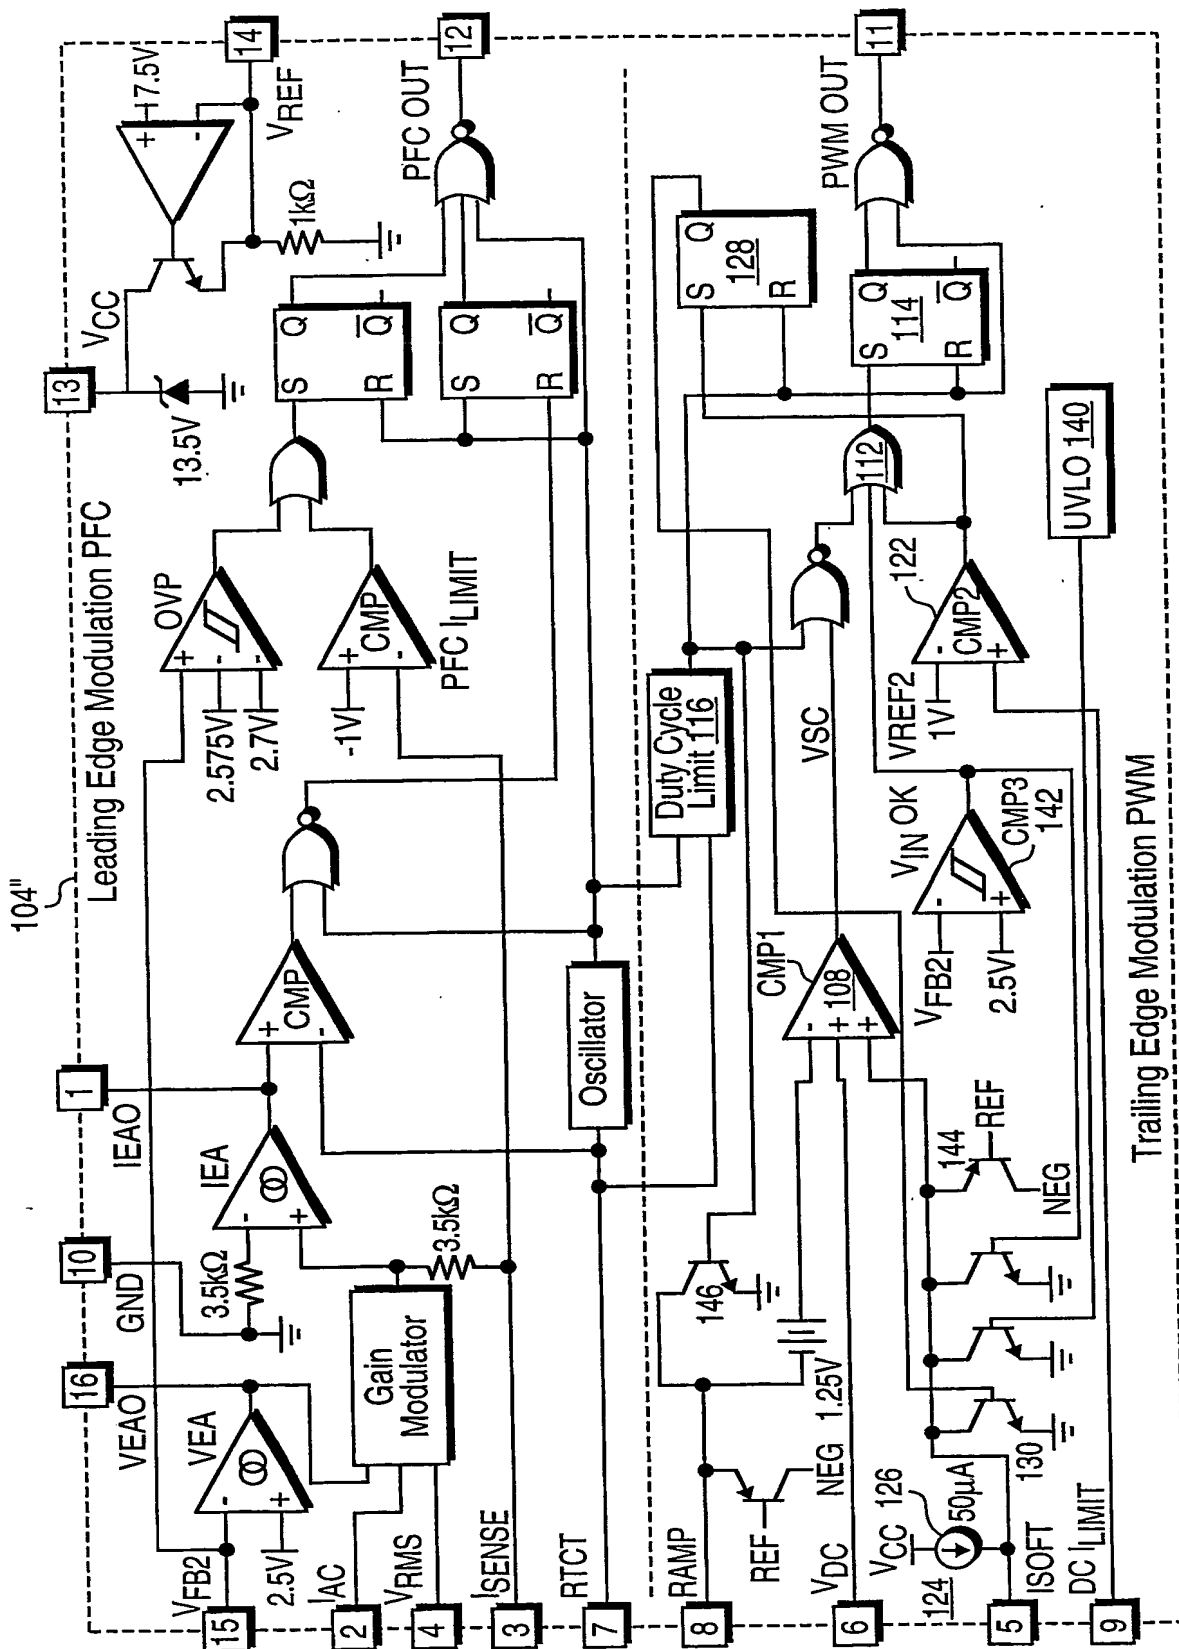 104"
Leading Edge Modulation PFC
16
VEAO
10
GND
1
IEAO
13
VCC
13.5V
+
-
7.5V
14
VREF
1kΩ
15
VFB2
VEA
-
+
2.5V
3.5kΩ
IEA
-
+
Gain
Modulator
3.5kΩ
2
IAC
4
VRMS
3
ISENSE
7
RTCT
+
-
CMP
Oscillator
OVP
+
-
-
2.575V
2.7V
-1V
+
-
CMP
PFC ILIMIT
S
Q
R
Q
S
Q
R
Q
PFC OUT
12
8
RAMP
REF
NEG
146
1.25V
Duty Cycle
Limit 116
6
VDC
CMP1
-
+
+
108
VSC
S
Q
R
128
112
S
Q
R
Q
114
PWM OUT
11
VCC
126
124
50μA
5
ISOFT
130
144
REF
NEG
VFB2
2.5V
-
+
VIN OK
CMP3
142
VREF2
1V
-
+
CMP2
122
UVLO 140
9
DC ILIMIT
Trailing Edge Modulation PWM